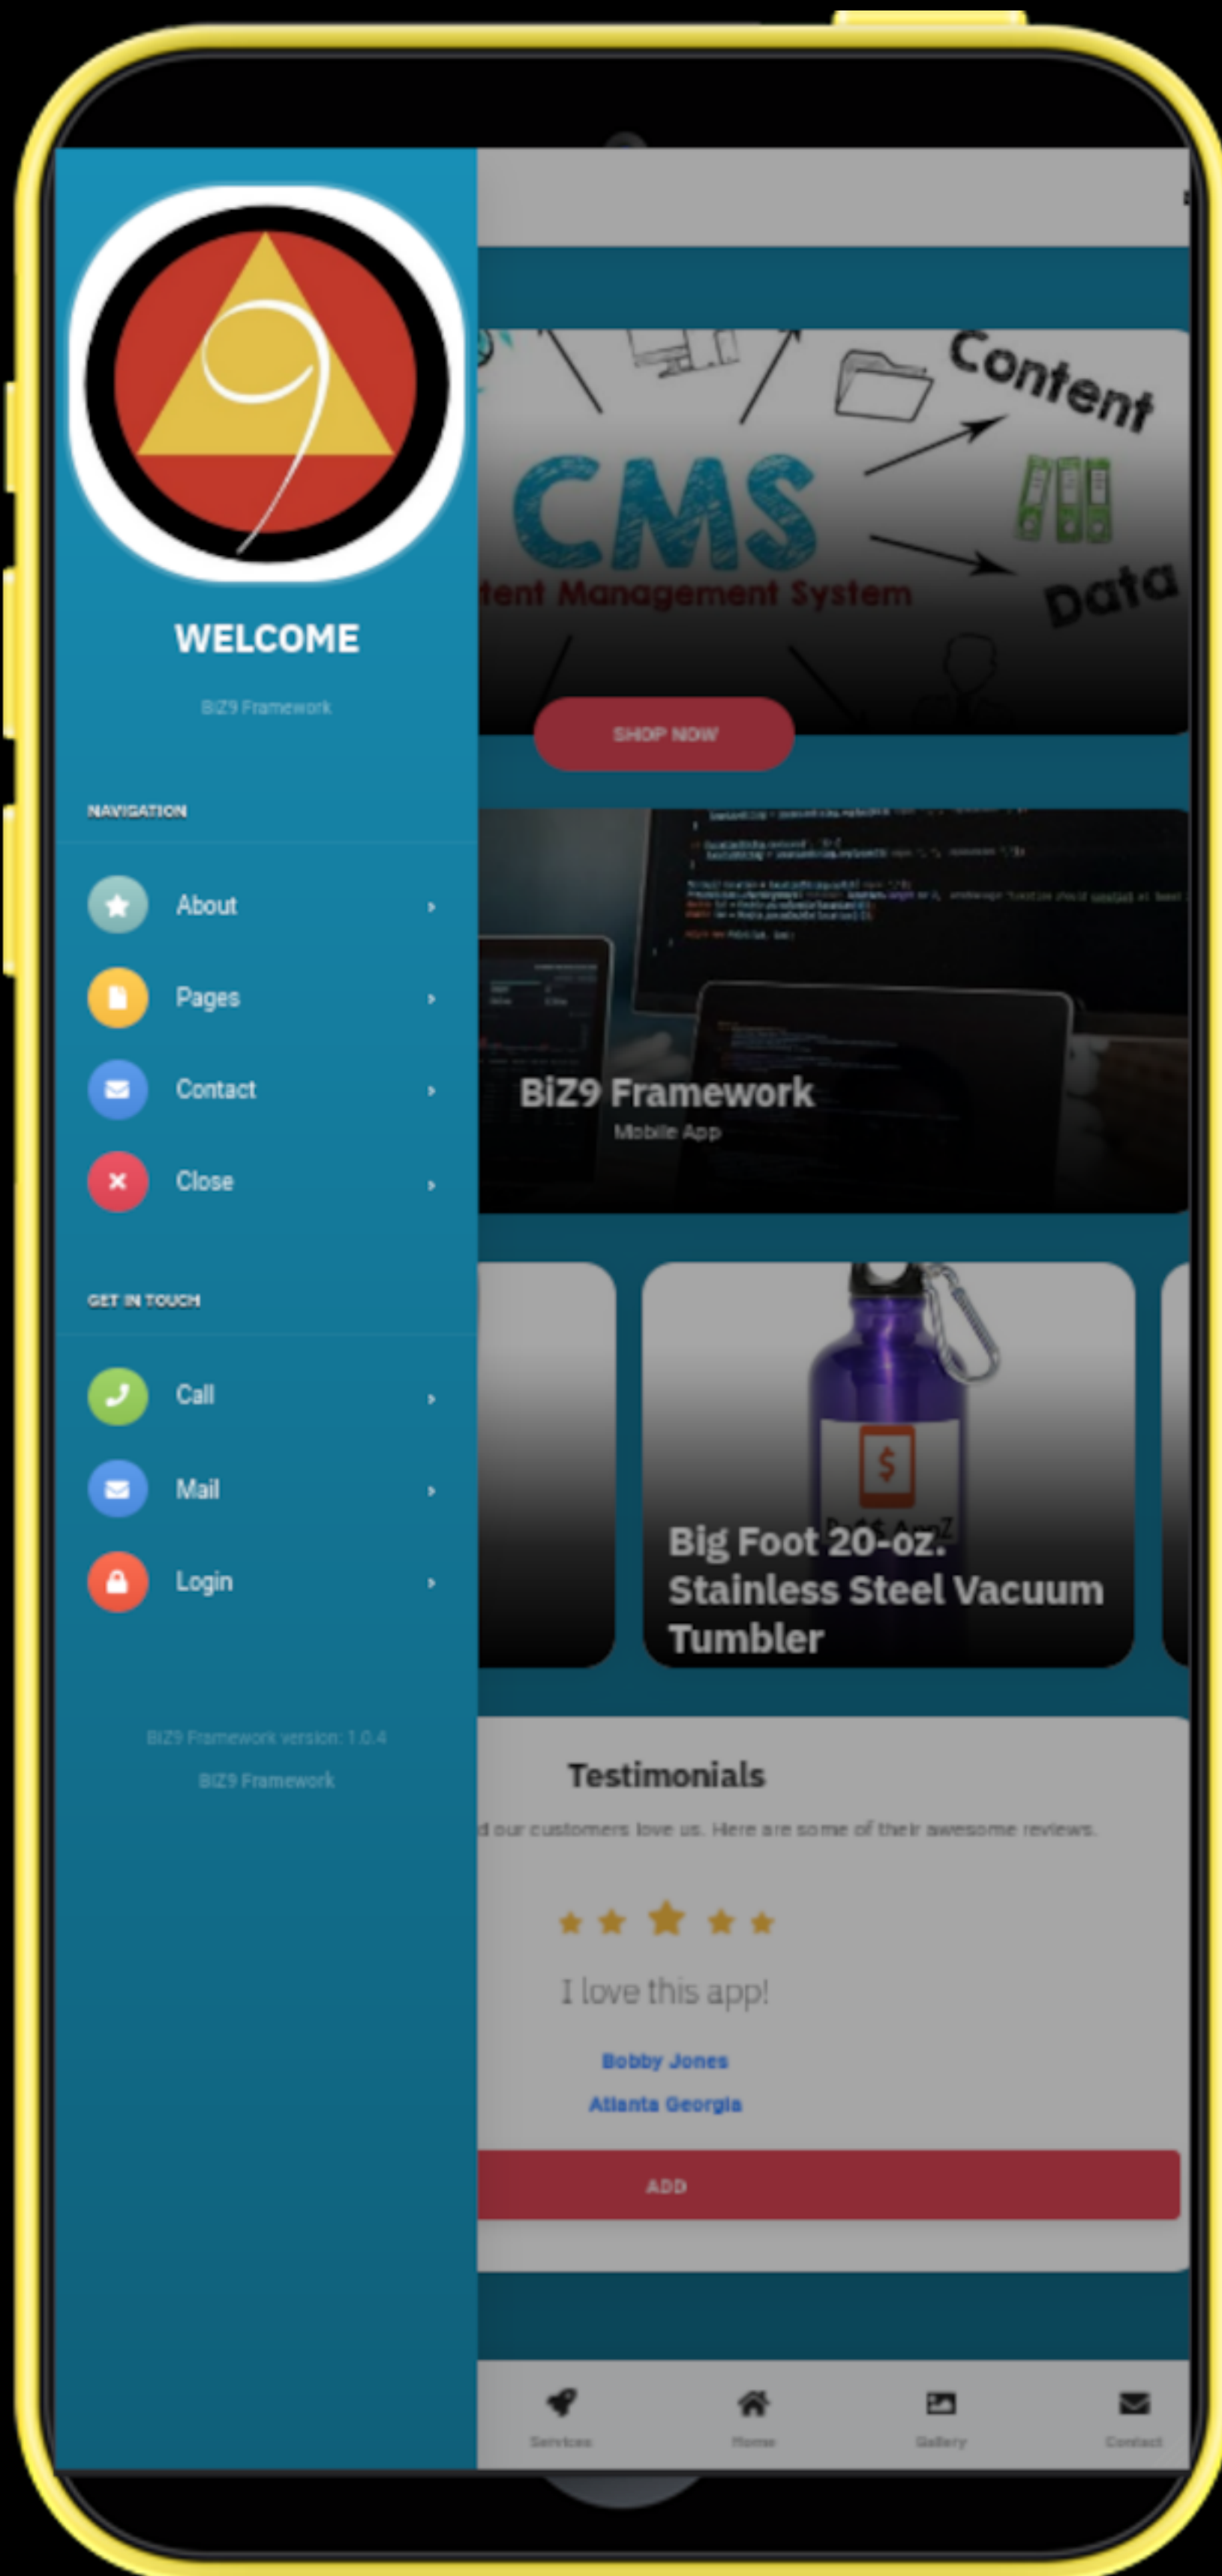 9
WELCOME
BiZ9 Framework
NAVIGATION
About
Pages
Contact
Close
GET IN TOUCH
Call
Mail
Login
BiZ9 Framework version: 1.0.4
BiZ9 Framework
Content
CMS
tent Management System
Data
SHOP NOW
BiZ9 Framework
Mobile App
$
Big Foot 20-oz.
Stainless Steel Vacuum
Tumbler
Testimonials
d our customers love us. Here are some of their awesome reviews.
I love this app!
Bobby Jones
Atlanta Georgia
ADD
Services
Home
Gallery
Contact